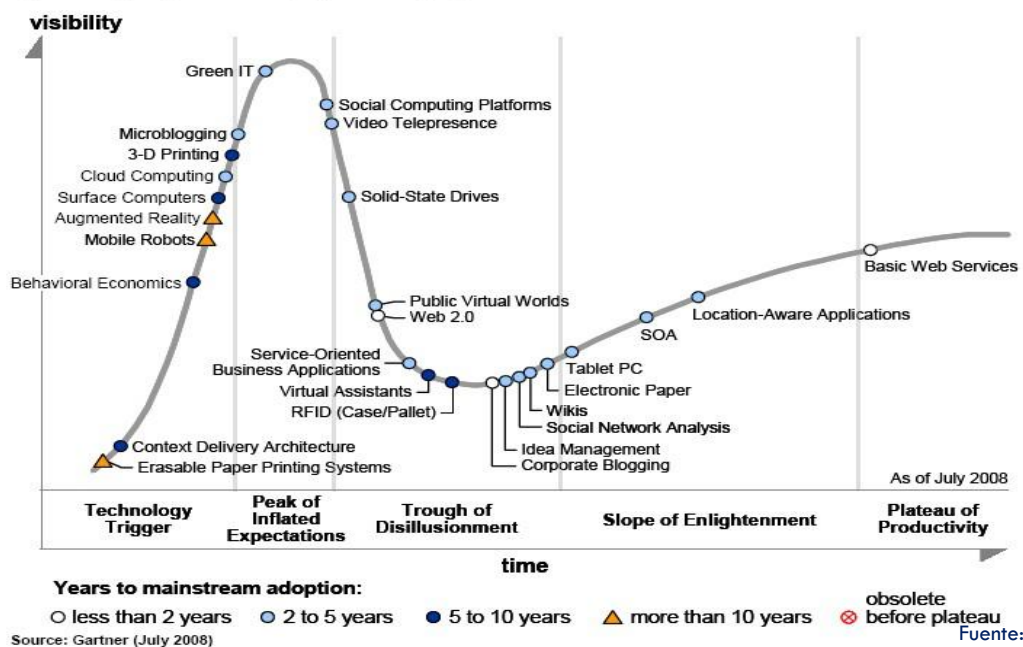 visibility
Green IT
Social Computing Platforms
Video Telepresence
Microblogging
3-D Printing
Cloud Computing
Surface Computers
Augmented Reality
Mobile Robots
Solid-State Drives
Behavioral Economics
Basic Web Services
Public Virtual Worlds
Web 2.0
Location-Aware Applications
SOA
Service-Oriented
Business Applications
Virtual Assistants
RFID (Case/Pallet)
Tablet PC
Electronic Paper
Wikis
Social Network Analysis
Idea Management
Corporate Blogging
Context Delivery Architecture
Erasable Paper Printing Systems
As of July 2008
Technology
Trigger
Peak of
Inflated
Expectations
Trough of
Disillusionment
Slope of Enlightenment
Plateau of
Productivity
time
Years to mainstream adoption:
less than 2 years
2 to 5 years
5 to 10 years
more than 10 years
obsolete
before plateau
Source: Gartner (July 2008)
Fuente: